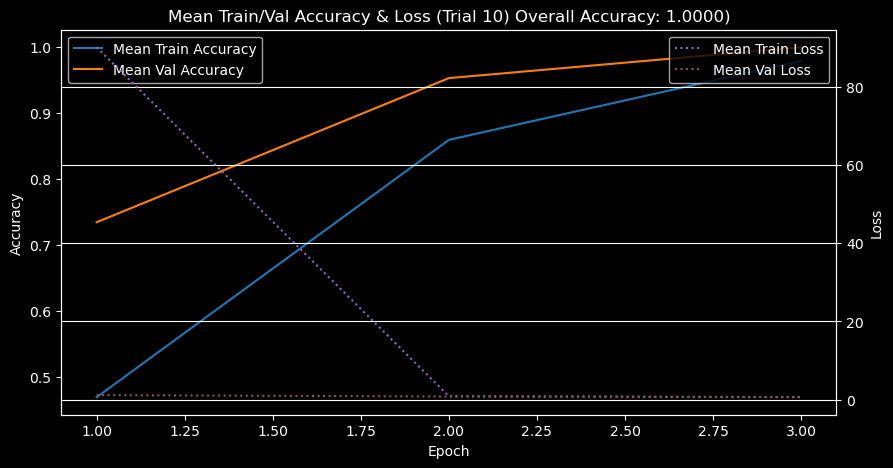 Mean Train/Val Accuracy & Loss (Trial 10) Overall Accuracy: 1.0000)
Mean Train Accuracy
Mean Val Accuracy
Mean Train Loss
Mean Val Loss
Accuracy
1.0
0.9
0.8
0.7
0.6
0.5
80
60
40
20
0
Loss
1.00 1.25 1.50 1.75 2.00 2.25 2.50 2.75 3.00
Epoch